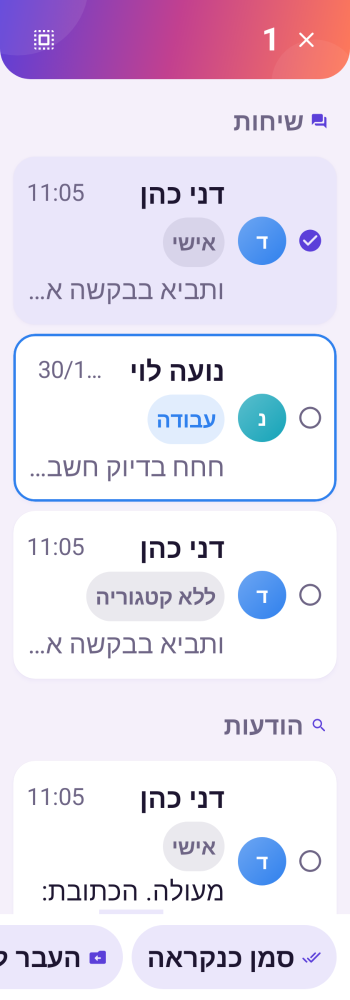 1
שיחות
דני כהן 11:05
ד
אישי
ותביא בבקשה א...
נועה לוי 30/1...
נ
עבודה
חחח בדיוק חשב...
דני כהן 11:05
ד
ללא קטגוריה
ותביא בבקשה א...
הודעות
דני כהן 11:05
ד
אישי
מעולה. הכתובת:
סמן כנקראה
העבר ל